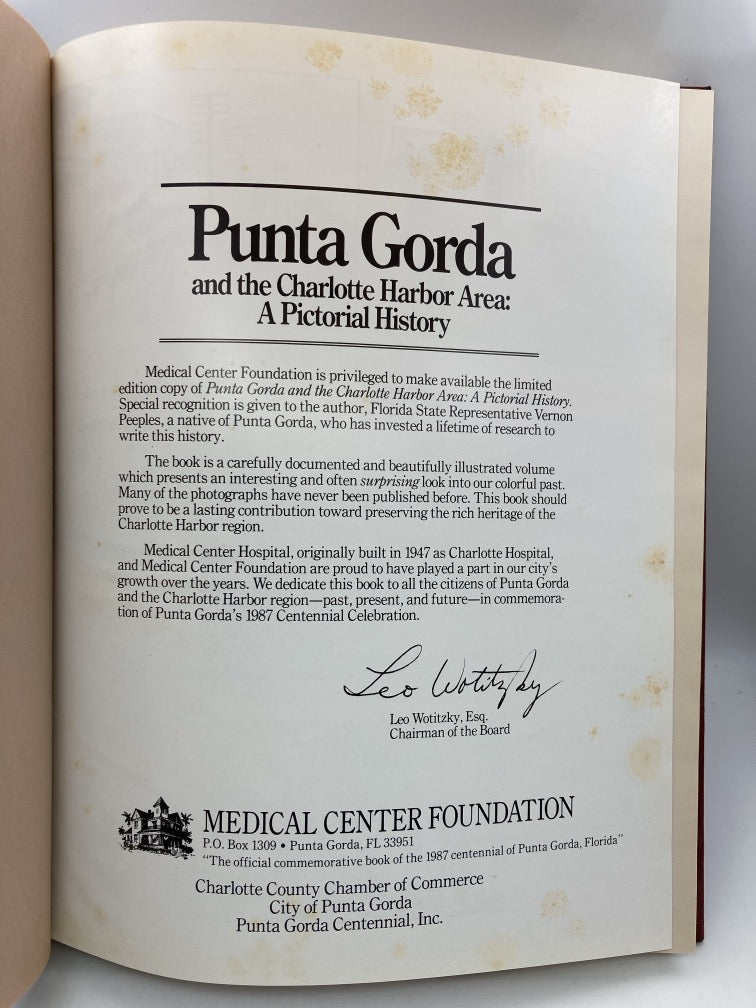 Punta Gorda
and the Charlotte Harbor Area:
A Pictorial History
Medical Center Foundation is privileged to make available the limited
edition copy of Punta Gorda and the Charlotte Harbor Area: A Pictorial History.
Special recognition is given to the author, Florida State Representative Vernon
Peeples, a native of Punta Gorda, who has invested a lifetime of research to
write this history.
The book is a carefully documented and beautifully illustrated volume
which presents an interesting and often surprising look into our colorful past.
Many of the photographs have never been published before. This book should
prove to be a lasting contribution toward preserving the rich heritage of the
Charlotte Harbor region.
Medical Center Hospital, originally built in 1947 as Charlotte Hospital,
and Medical Center Foundation are proud to have played a part in our city's
growth over the years. We dedicate this book to all the citizens of Punta Gorda
and the Charlotte Harbor region—past, present, and future—in commemora-
tion of Punta Gorda's 1987 Centennial Celebration.
Leo Wotitzky
Leo Wotitzky, Esq.
Chairman of the Board
MEDICAL CENTER FOUNDATION
P.O. Box 1309 • Punta Gorda, FL 33951
"The official commemorative book of the 1987 centennial of Punta Gorda, Florida"
Charlotte County Chamber of Commerce
City of Punta Gorda
Punta Gorda Centennial, Inc.